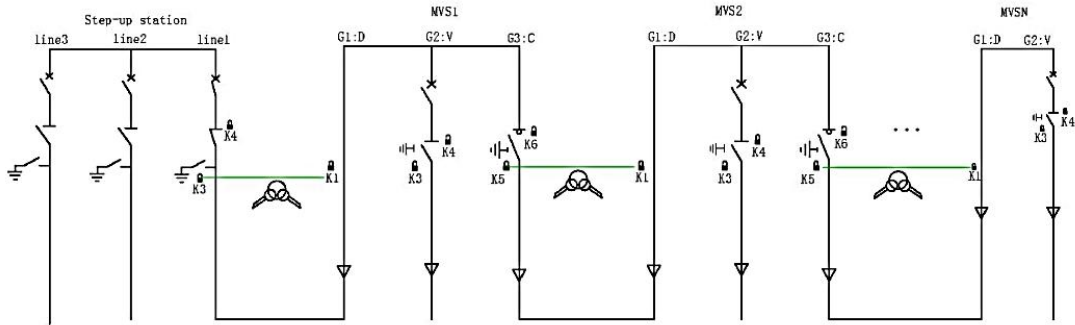 MVS1 MVS2 MVSN
Step-up station
line3 line2 line1 G1:D G2:V G3:C G1:D G2:V G3:C G1:D G2:V
K4
K4 K6 K4 K6 ... K3 K4
K3 K1 K3 K5 K1 K3 K5 K1